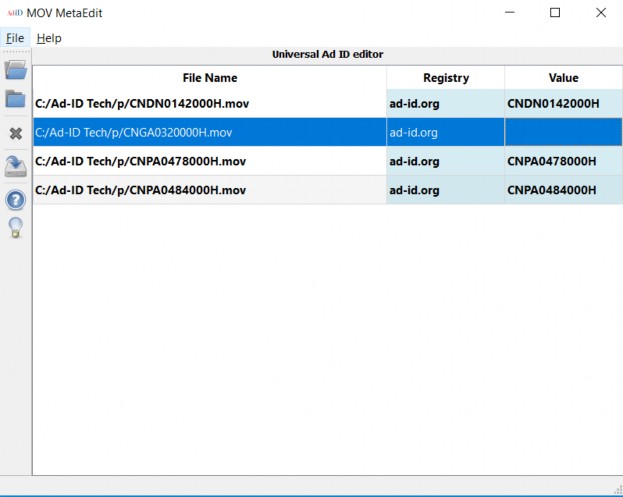 Ad-ID MOV MetaEdit
File Help
Universal Ad ID editor
File Name Registry Value
C:/Ad-ID Tech/p/CNDN0142000H.mov ad-id.org CNDN0142000H
C:/Ad-ID Tech/p/CNGA0320000H.mov ad-id.org
C:/Ad-ID Tech/p/CNPA0478000H.mov ad-id.org CNPA0478000H
C:/Ad-ID Tech/p/CNPA0484000H.mov ad-id.org CNPA0484000H
?